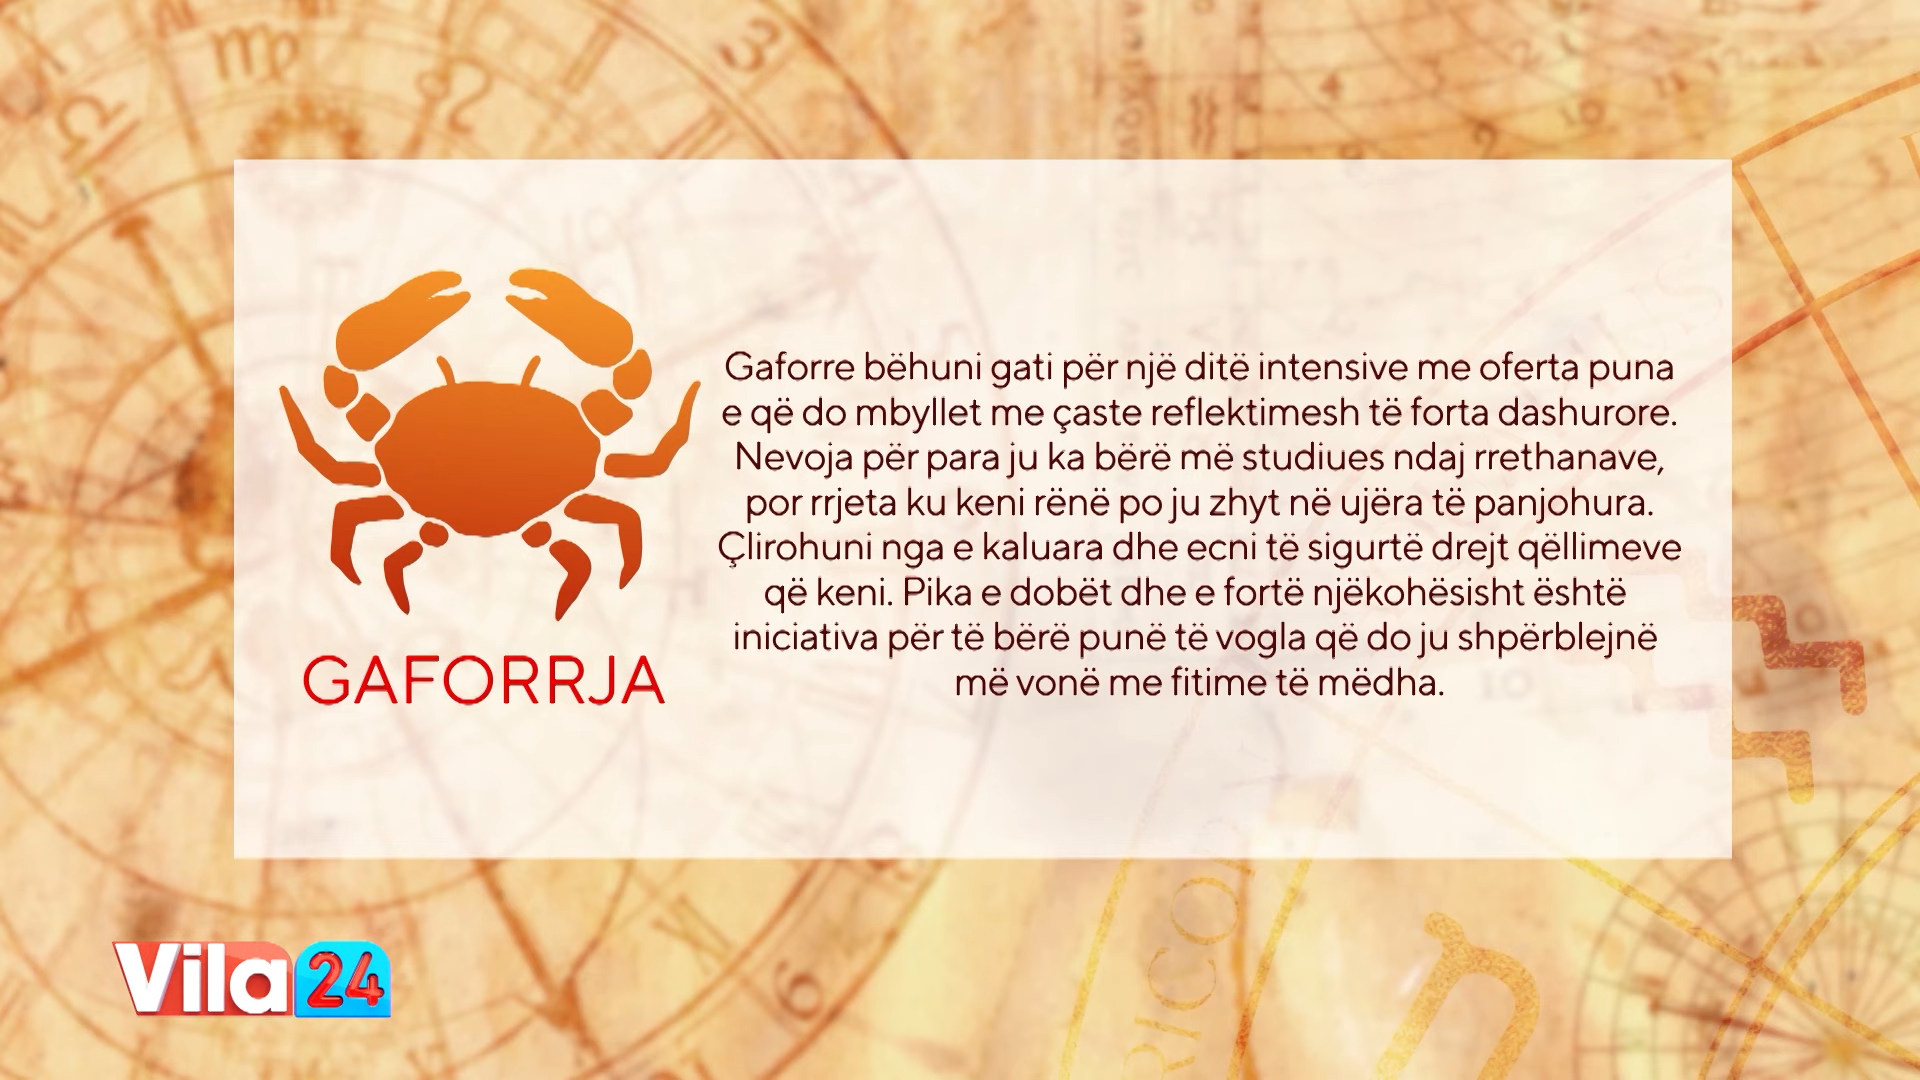 Gaforre bëhuni gati për një ditë intensive me oferta puna
e që do mbyllet me çaste reflektimesh të forta dashurore.
Nevoja për para ju ka bërë më studiues ndaj rrethanave,
por rrjeta ku keni rënë po ju zhyt në ujëra të panjohura.
Çlirohuni nga e kaluara dhe ecni të sigurtë drejt qëllimeve
që keni. Pika e dobët dhe e fortë njëkohësisht është
iniciativa për të bërë punë të vogla që do ju shpërblejnë
më vonë me fitime të mëdha.
GAFORRJA
Vila 24